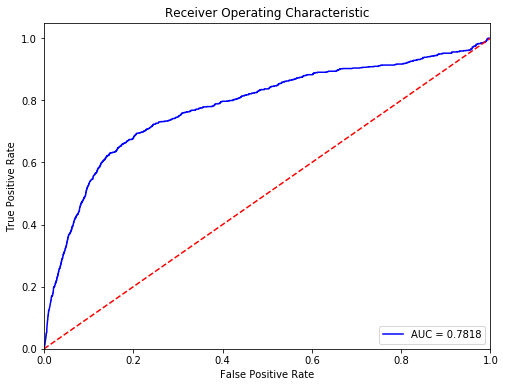 Receiver Operating Characteristic
1.0
0.8
0.6
0.4
0.2
0.0
True Positive Rate
AUC = 0.7818
0.0 0.2 0.4 0.6 0.8 1.0
False Positive Rate